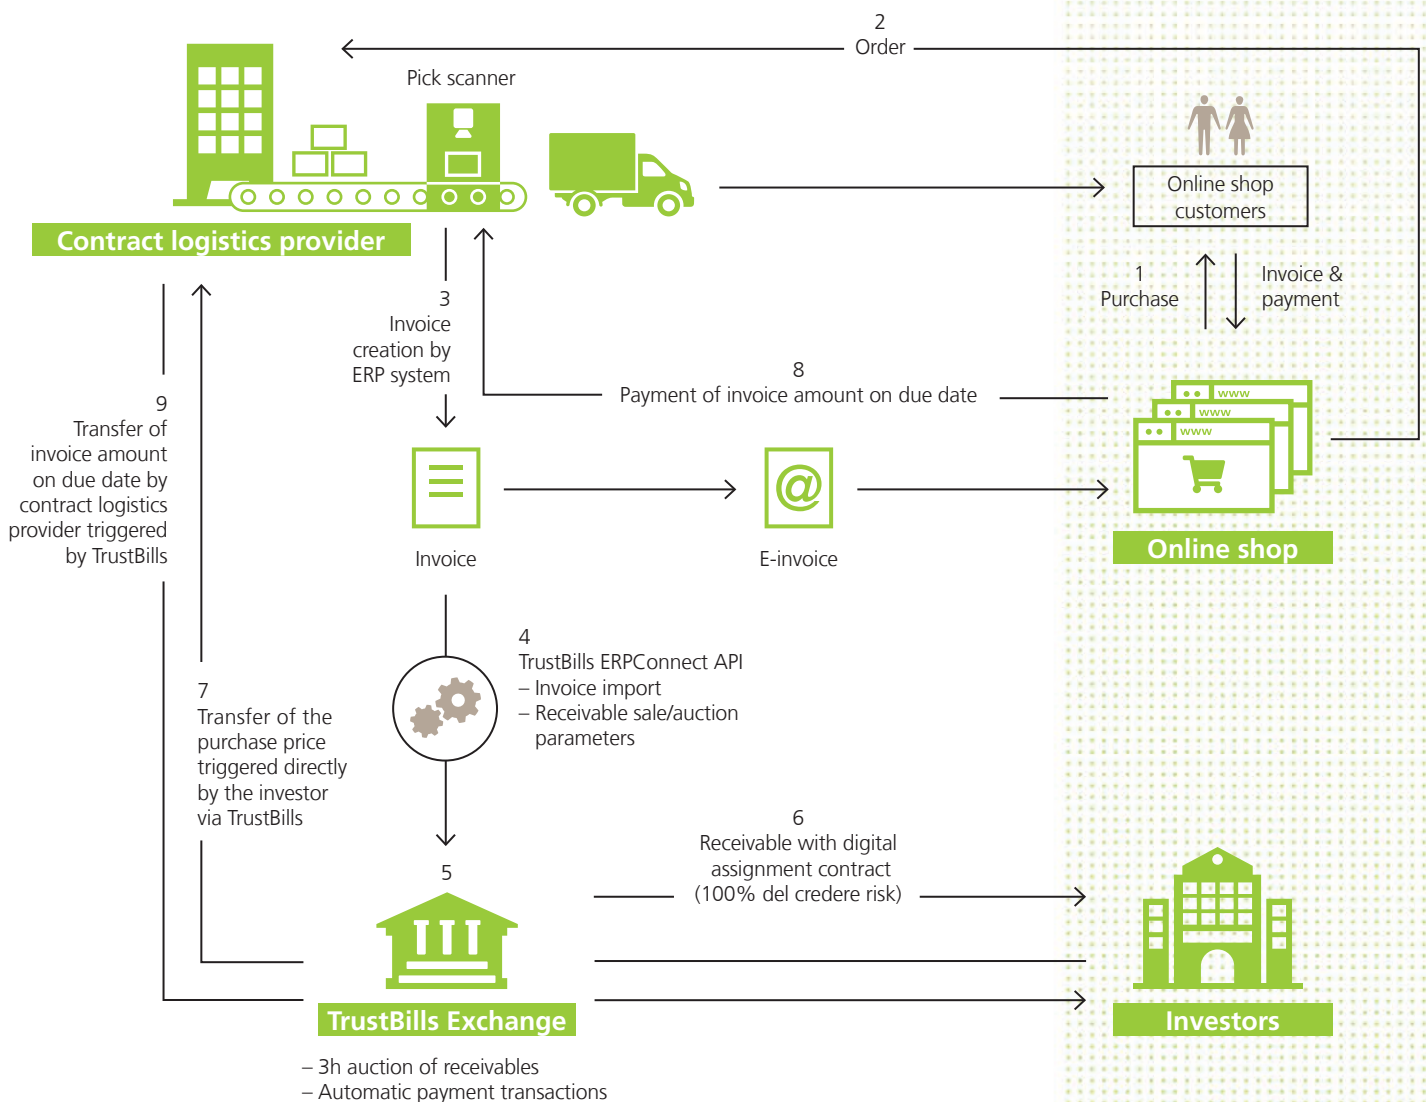 2
Order
Pick scanner
Contract logistics provider
Online shop
customers
1
Purchase
Invoice &
payment
3
Invoice
creation by
ERP system
8
Payment of invoice amount on due date
www
www
www
9
Transfer of
invoice amount
on due date by
contract logistics
provider triggered
by TrustBills
@
Invoice
E-invoice
Online shop
4
TrustBills ERPConnect API
– Invoice import
– Receivable sale/auction
parameters
7
Transfer of the
purchase price
triggered directly
by the investor
via TrustBills
6
Receivable with digital
assignment contract
(100% del credere risk)
5
TrustBills Exchange
Investors
– 3h auction of receivables
– Automatic payment transactions